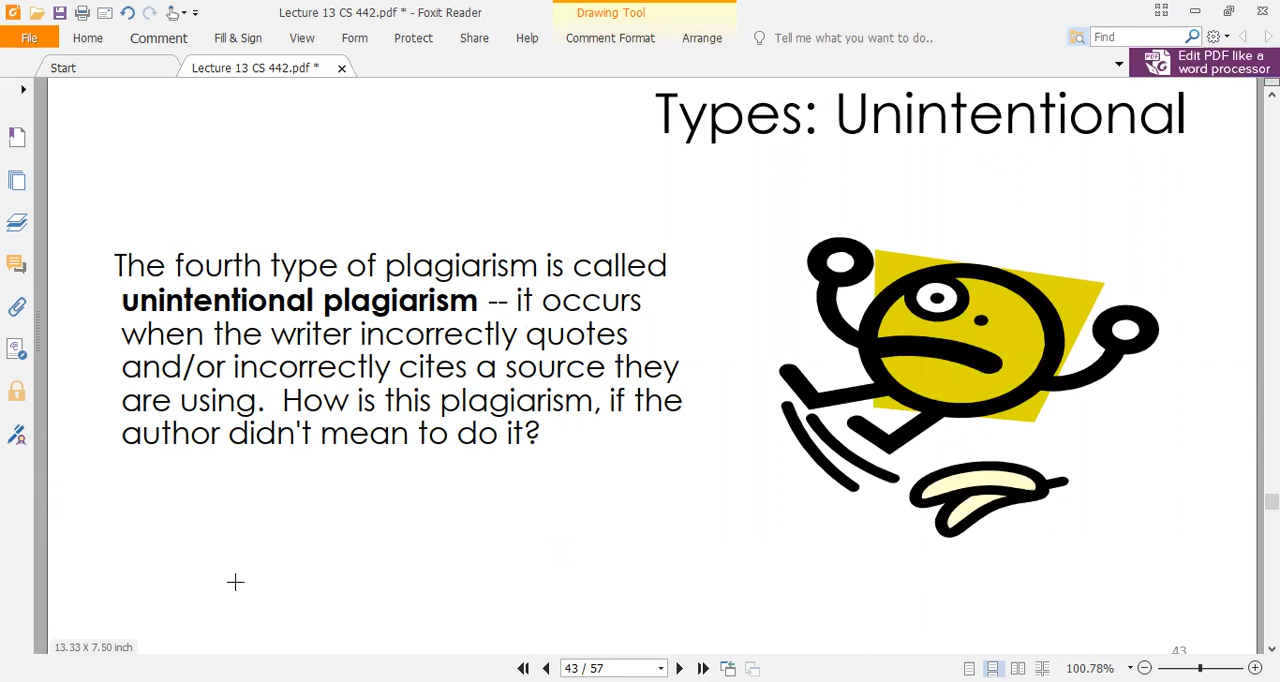 Lecture 13 CS 442.pdf * - Foxit Reader
Drawing Tool
File
Home
Comment
Fill & Sign
View
Form
Protect
Share
Help
Comment Format
Arrange
Tell me what you want to do..
Find
Start
Lecture 13 CS 442.pdf *
Edit PDF like a
word processor
Types: Unintentional
The fourth type of plagiarism is called
unintentional plagiarism -- it occurs
when the writer incorrectly quotes
and/or incorrectly cites a source they
are using. How is this plagiarism, if the
author didn't mean to do it?
43
13.33 X 7.50 inch
43 / 57
100.78%